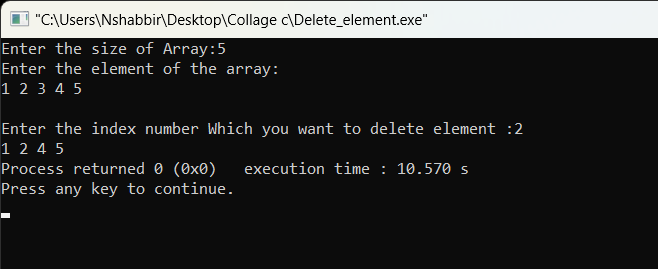 "C:\Users\Nshabbir\Desktop\Collage c\Delete_element.exe"
Enter the size of Array:5
Enter the element of the array:
1 2 3 4 5
Enter the index number Which you want to delete element :2
1 2 4 5
Process returned 0 (0x0)   execution time : 10.570 s
Press any key to continue.